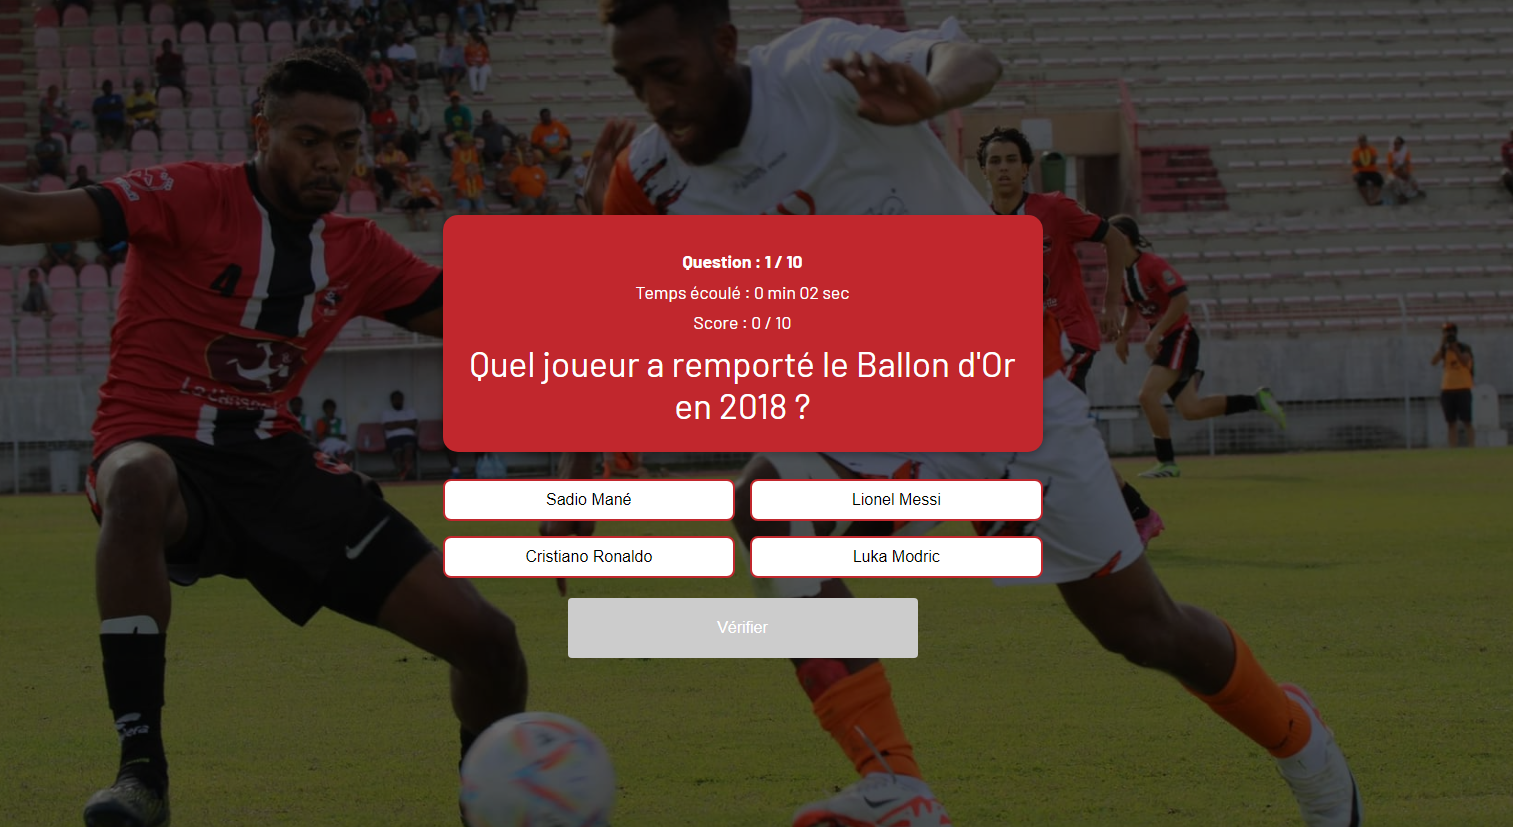 Question : 1 / 10
Temps écoulé : 0 min 02 sec
Score : 0 / 10
Quel joueur a remporté le Ballon d'Or
en 2018 ?
Sadio Mané
Lionel Messi
Cristiano Ronaldo
Luka Modric
Vérifier
4